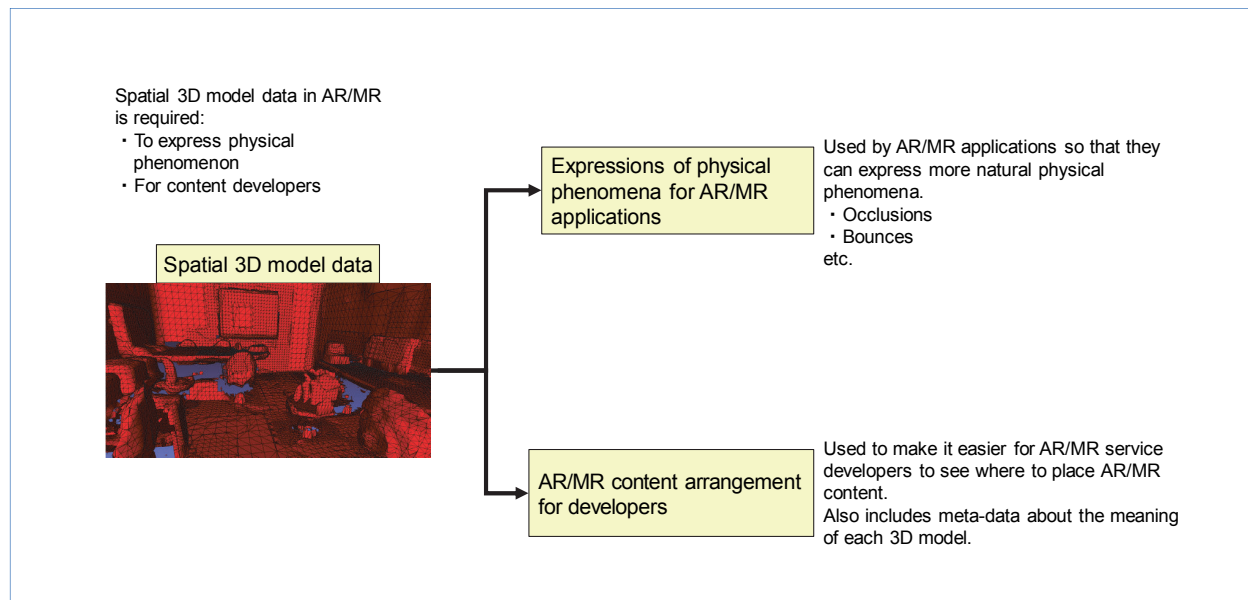 Spatial 3D model data in AR/MR
is required:
・To express physical
phenomenon
・For content developers
Spatial 3D model data
Expressions of physical
phenomena for AR/MR
applications
Used by AR/MR applications so that they
can express more natural physical
phenomena.
・Occlusions
・Bounces
etc.
AR/MR content arrangement
for developers
Used to make it easier for AR/MR service
developers to see where to place AR/MR
content.
Also includes meta-data about the meaning
of each 3D model.